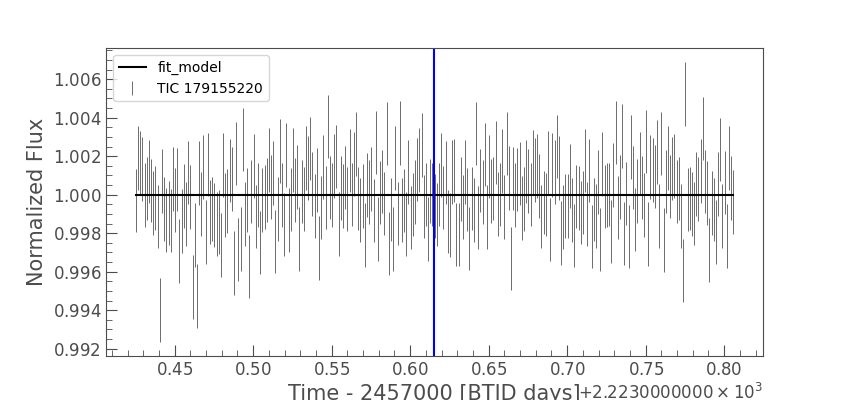 fit_model
TIC 179155220
1.006
1.004
1.002
1.000
0.998
0.996
0.994
0.992
Normalized Flux
0.45 0.50 0.55 0.60 0.65 0.70 0.75 0.80
Time - 2457000 [BTJD days] +2.2230000000 × 10³